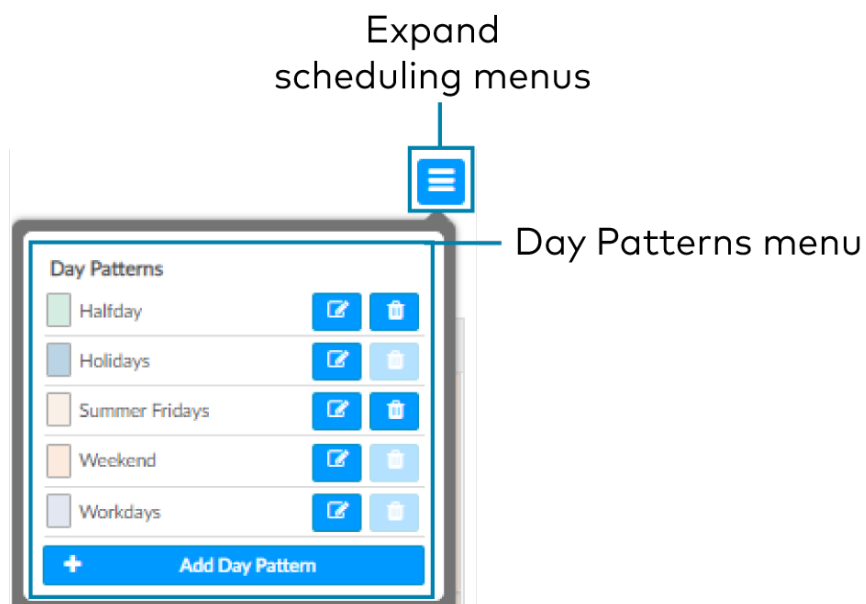 Expand
scheduling menus
Day Patterns menu
Day Patterns
Halfday
Holidays
Summer Fridays
Weekend
Workdays
Add Day Pattern